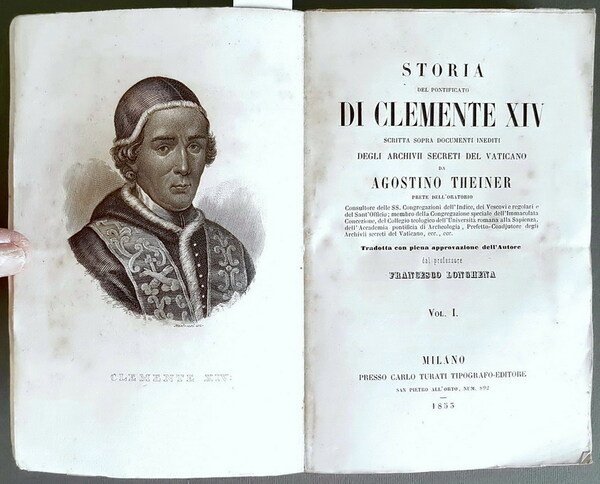 CLEMENTE XIV.
STORIA
DEL PONTIFICATO
DI CLEMENTE XIV
SCRITTA SOPRA DOCUMENTI INEDITI
DEGLI ARCHIVII SECRETI DEL VATICANO
DA
AGOSTINO THEINER
PRETE DELL'ORATORIO
Consultore delle SS. Congregazioni dell'Indice, dei Vescovi e regolari e
del Sant'Officio; membro della Congregazione speciale dell'Immacolata
Concezione, del Collegio teologico dell'Università romana alla Sapienza,
dell'Accademia pontificia di Archeologia, Prefetto-Coadjutore degli
Archivii secreti del Vaticano, ecc., ecc.
Tradotta con piena approvazione dell'Autore
dal professore
FRANCESCO LONGHENA
VOL. I.
MILANO
PRESSO CARLO TURATI TIPOGRAFO-EDITORE
SAN PIETRO ALL'ORTO, NUM. 892
1855